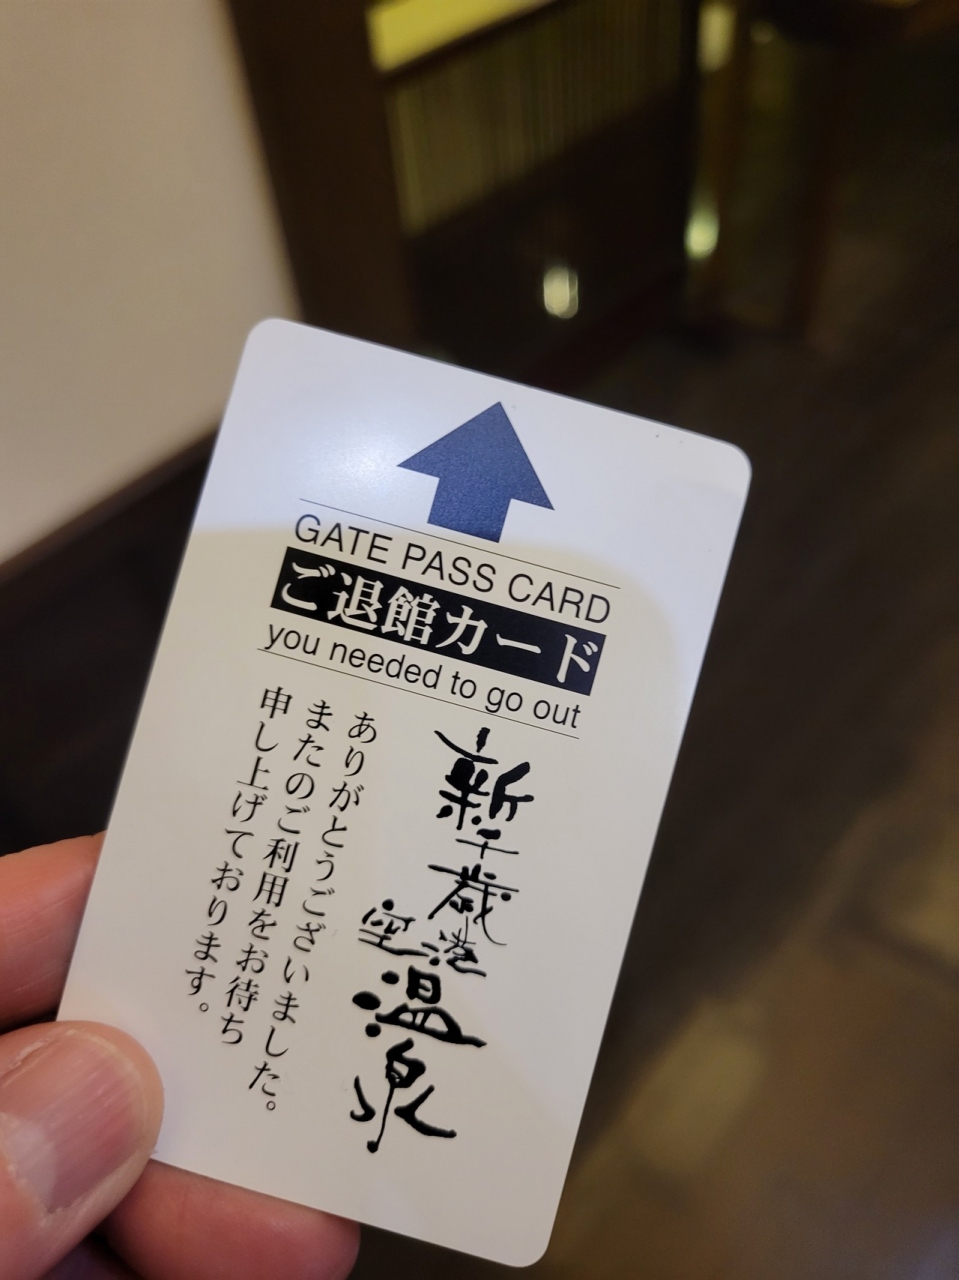 GATE PASS CARD
ご退館カード
you needed to go out
新千歳
空港
温泉
ありがとうございました。
またのご利用をお待ち
申し上げております。